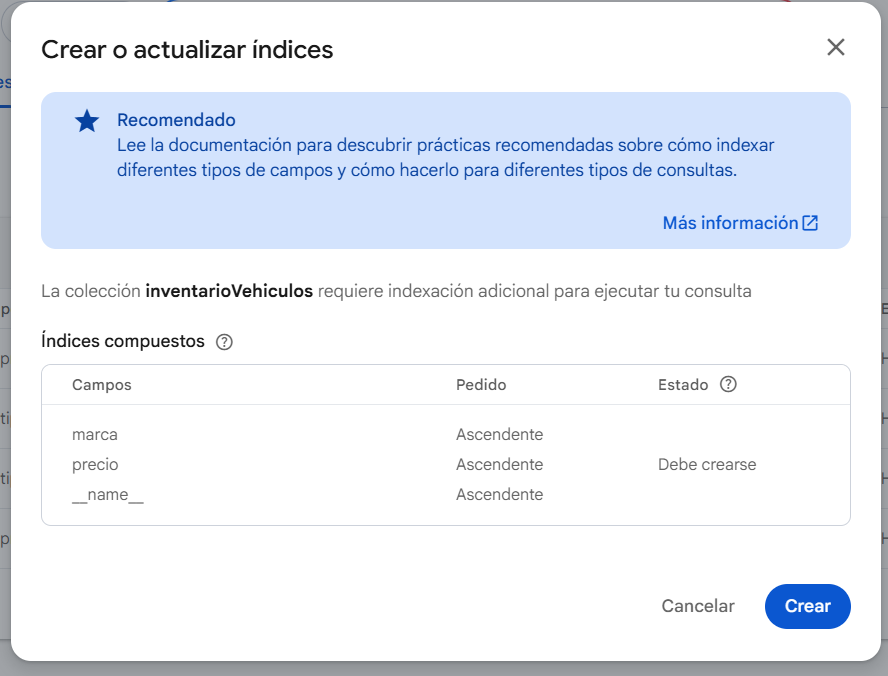 Crear o actualizar índices
Recomendado
Lee la documentación para descubrir prácticas recomendadas sobre cómo indexar
diferentes tipos de campos y cómo hacerlo para diferentes tipos de consultas.
Más información
La colección inventarioVehiculos requiere indexación adicional para ejecutar tu consulta
Índices compuestos
Campos Pedido Estado
marca Ascendente
precio Ascendente Debe crearse
__name__ Ascendente
Cancelar Crear